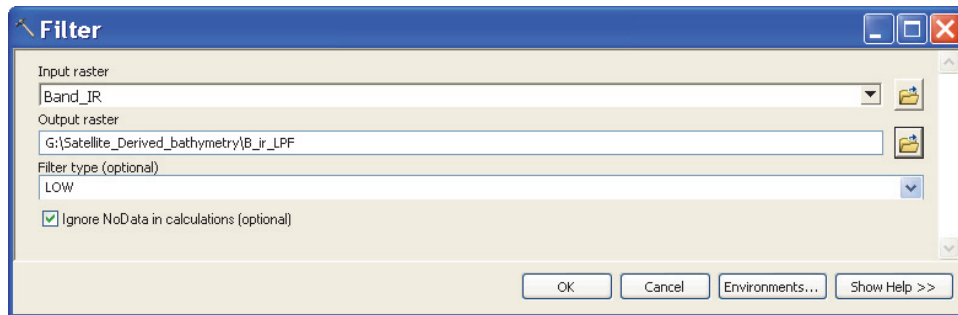 Filter
Input raster
Band_IR
Output raster
G:\Satellite_Derived_bathymetry\B_ir_LPF
Filter type (optional)
LOW
Ignore NoData in calculations (optional)
OK Cancel Environments... Show Help >>